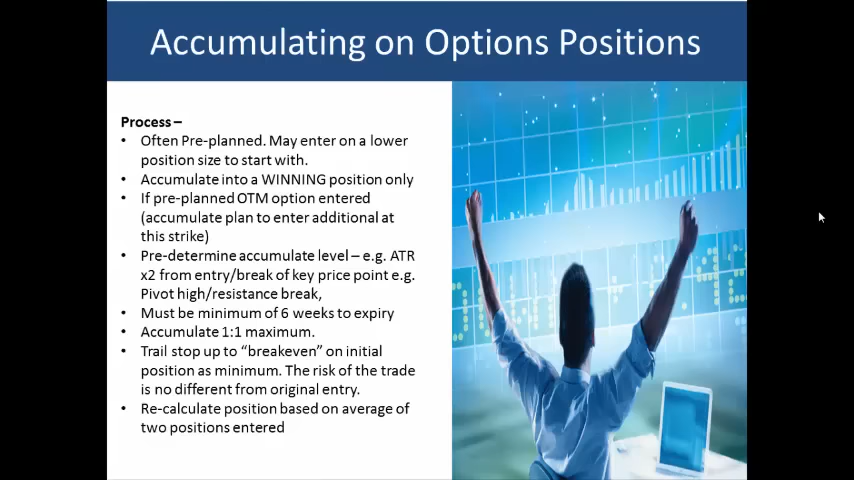 Accumulating on Options Positions
Process –
• Often Pre-planned. May enter on a lower
position size to start with.
• Accumulate into a WINNING position only
• If pre-planned OTM option entered
(accumulate plan to enter additional at
this strike)
• Pre-determine accumulate level – e.g. ATR
x2 from entry/break of key price point e.g.
Pivot high/resistance break,
• Must be minimum of 6 weeks to expiry
• Accumulate 1:1 maximum.
• Trail stop up to “breakeven” on initial
position as minimum. The risk of the trade
is no different from original entry.
• Re-calculate position based on average of
two positions entered